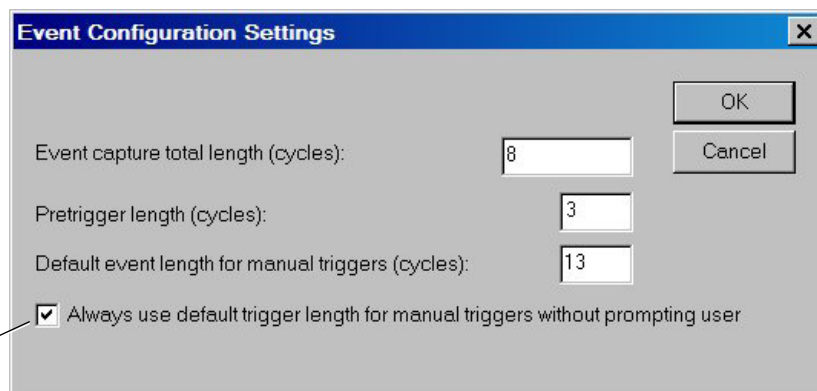 Event Configuration Settings
OK
Event capture total length (cycles): 8
Cancel
Pretrigger length (cycles): 3
Default event length for manual triggers (cycles): 13
Always use default trigger length for manual triggers without prompting user